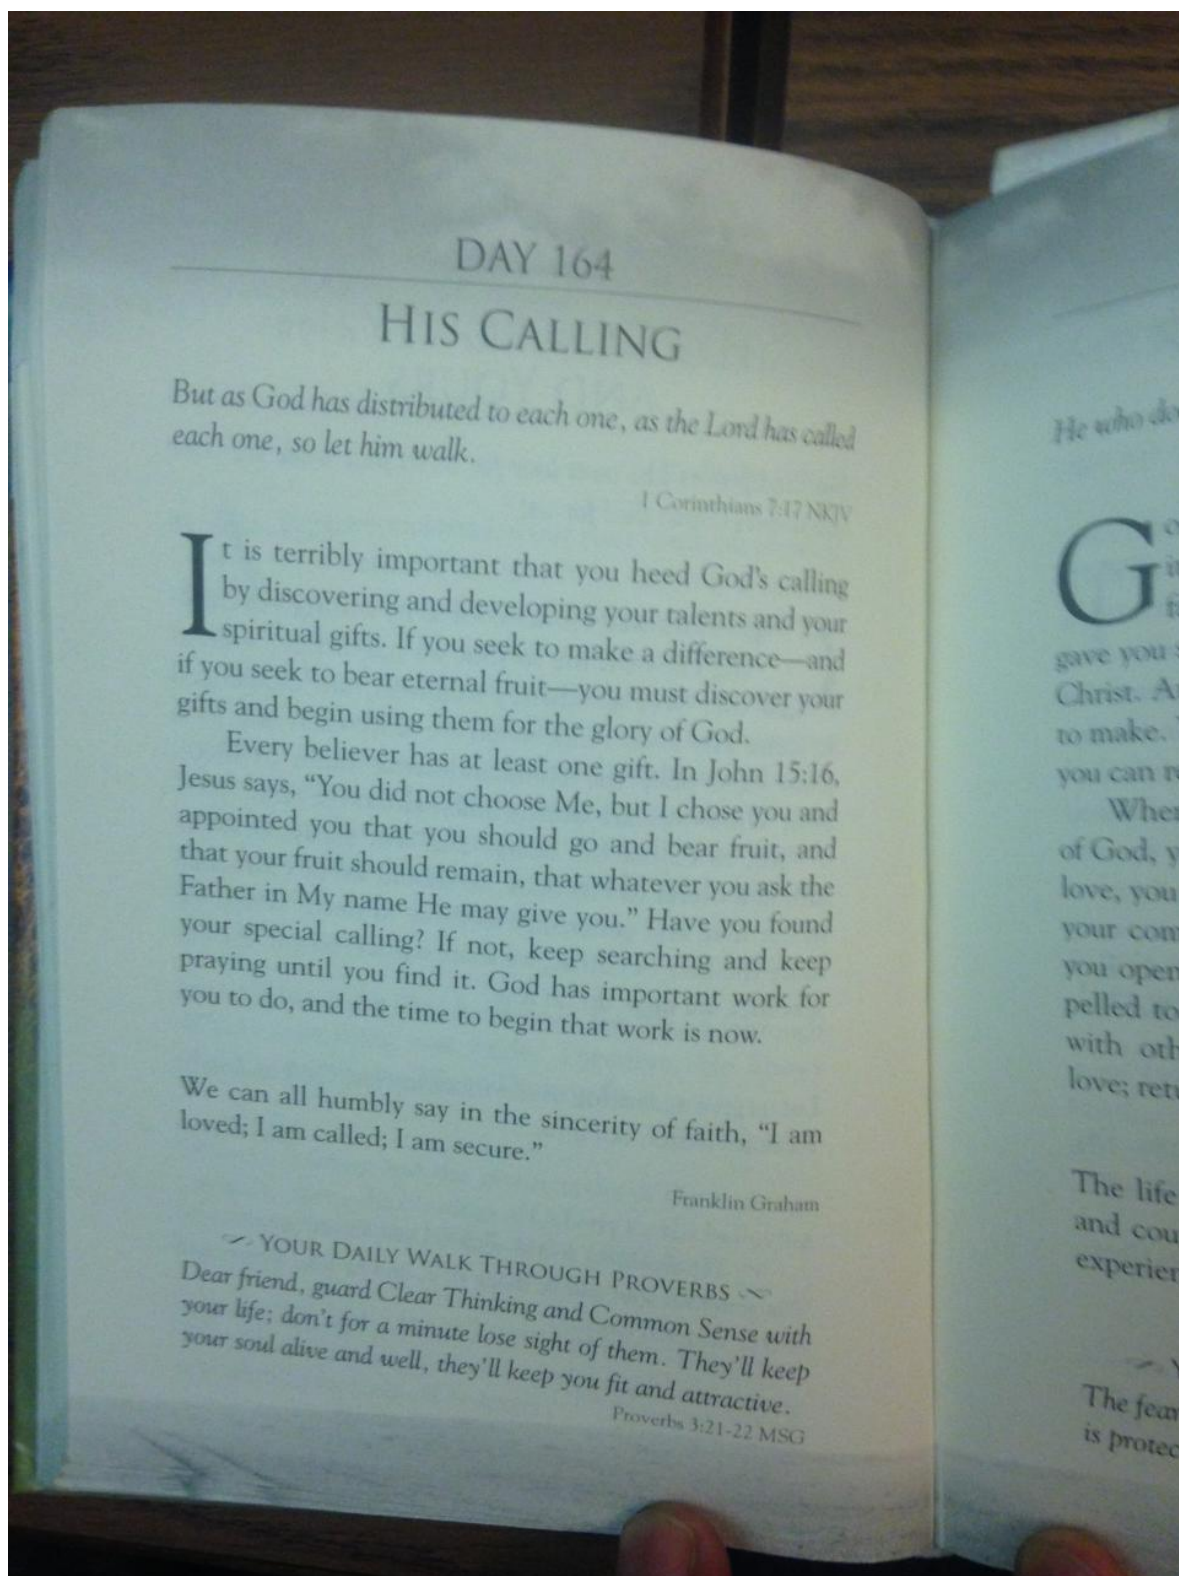 DAY 164
HIS CALLING
But as God has distributed to each one, as the Lord has called
each one, so let him walk.
1 Corinthians 7:17 NKJV
It is terribly important that you heed God's calling
by discovering and developing your talents and your
spiritual gifts. If you seek to make a difference—and
if you seek to bear eternal fruit—you must discover your
gifts and begin using them for the glory of God.
Every believer has at least one gift. In John 15:16,
Jesus says, “You did not choose Me, but I chose you and
appointed you that you should go and bear fruit, and
that your fruit should remain, that whatever you ask the
Father in My name He may give you.” Have you found
your special calling? If not, keep searching and keep
praying until you find it. God has important work for
you to do, and the time to begin that work is now.
We can all humbly say in the sincerity of faith, “I am
loved; I am called; I am secure.”
Franklin Graham
YOUR DAILY WALK THROUGH PROVERBS
Dear friend, guard Clear Thinking and Common Sense with
your life; don't for a minute lose sight of them. They'll keep
your soul alive and well, they'll keep you fit and attractive.
Proverbs 3:21-22 MSG
He who
G
gave you
Christ.
to make.
you can
of God,
love, you
your
you
to
with
love;
The life
and
The
is